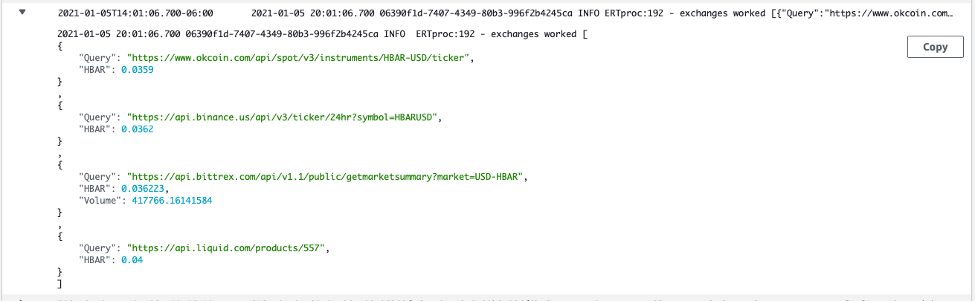 2021-01-05T14:01:06.700-06:00 2021-01-05 20:01:06.700 06390f1d-7407-4349-80b3-996f2b4245ca INFO ERTproc:192 - exchanges worked [{"Query":"https://www.okcoin.com...
2021-01-05 20:01:06.700 06390f1d-7407-4349-80b3-996f2b4245ca INFO ERTproc:192 - exchanges worked [
{
Copy
"Query": "https://www.okcoin.com/api/spot/v3/instruments/HBAR-USD/ticker",
"HBAR": 0.0359
}
,
{
"Query": "https://api.binance.us/api/v3/ticker/24hr?symbol=HBARUSD",
"HBAR": 0.0362
}
,
{
"Query": "https://api.bittrex.com/api/v1.1/public/getmarketsummary?market=USD-HBAR",
"HBAR": 0.036223,
"Volume": 417766.16141584
}
,
{
"Query": "https://api.liquid.com/products/557",
"HBAR": 0.04
}
]